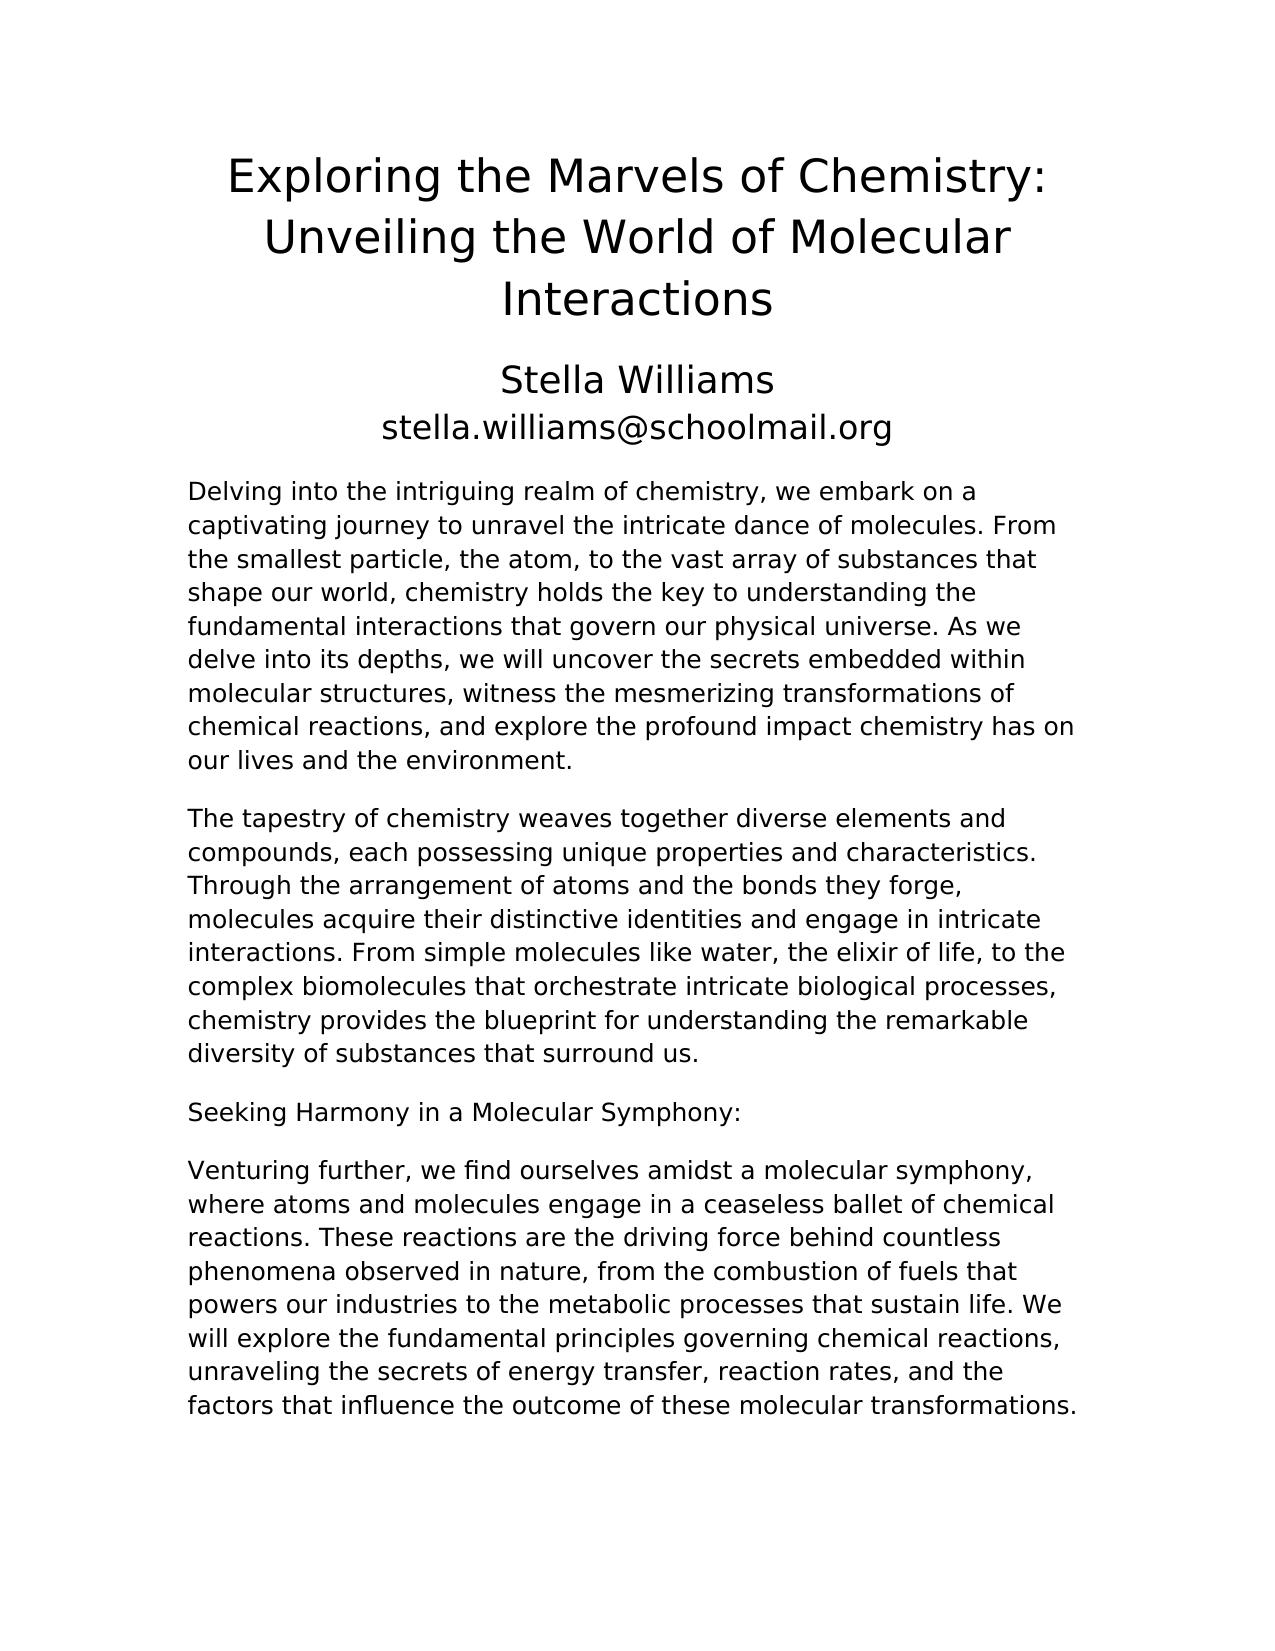 Exploring the Marvels of Chemistry:
Unveiling the World of Molecular
Interactions
Stella Williams
stella.williams@schoolmail.org
Delving into the intriguing realm of chemistry, we embark on a
captivating journey to unravel the intricate dance of molecules. From
the smallest particle, the atom, to the vast array of substances that
shape our world, chemistry holds the key to understanding the
fundamental interactions that govern our physical universe. As we
delve into its depths, we will uncover the secrets embedded within
molecular structures, witness the mesmerizing transformations of
chemical reactions, and explore the profound impact chemistry has on
our lives and the environment.
The tapestry of chemistry weaves together diverse elements and
compounds, each possessing unique properties and characteristics.
Through the arrangement of atoms and the bonds they forge,
molecules acquire their distinctive identities and engage in intricate
interactions. From simple molecules like water, the elixir of life, to the
complex biomolecules that orchestrate intricate biological processes,
chemistry provides the blueprint for understanding the remarkable
diversity of substances that surround us.
Seeking Harmony in a Molecular Symphony:
Venturing further, we find ourselves amidst a molecular symphony,
where atoms and molecules engage in a ceaseless ballet of chemical
reactions. These reactions are the driving force behind countless
phenomena observed in nature, from the combustion of fuels that
powers our industries to the metabolic processes that sustain life. We
will explore the fundamental principles governing chemical reactions,
unraveling the secrets of energy transfer, reaction rates, and the
factors that influence the outcome of these molecular transformations.